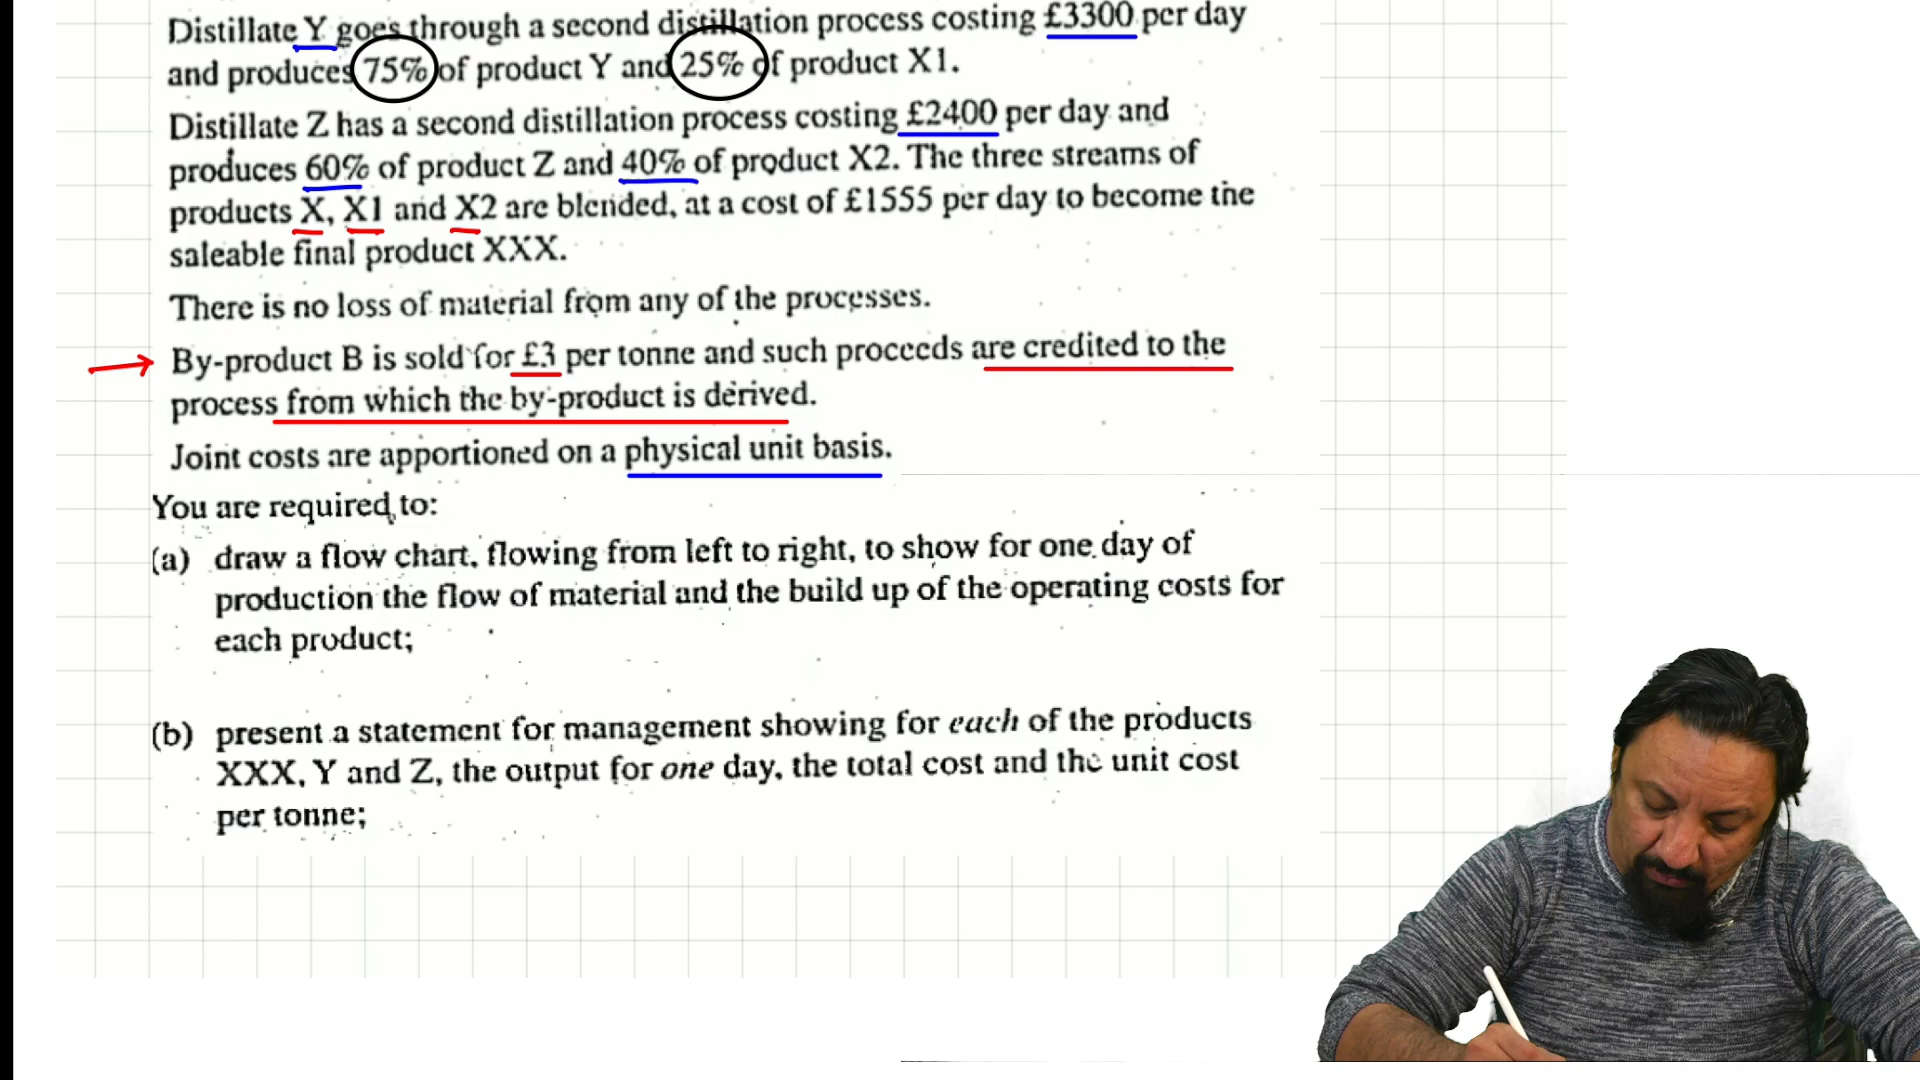 Distillate Y goes through a second distillation process costing £3300 per day
and produces 75% of product Y and 25% of product X1.
Distillate Z has a second distillation process costing £2400 per day and
produces 60% of product Z and 40% of product X2. The three streams of
products X, X1 and X2 are blended, at a cost of £1555 per day to become the
saleable final product XXX.
There is no loss of material from any of the processes.
By-product B is sold for £3 per tonne and such proceeds are credited to the
process from which the by-product is derived.
Joint costs are apportioned on a physical unit basis.
You are required to:
(a) draw a flow chart, flowing from left to right, to show for one day of
production the flow of material and the build up of the operating costs for
each product;
(b) present a statement for management showing for each of the products
XXX, Y and Z, the output for one day, the total cost and the unit cost
per tonne;